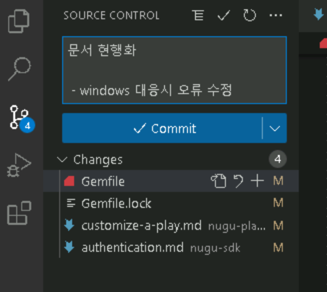 SOURCE CONTROL
문서 현행화
- windows 대응시 오류 수정
Commit
4
Changes 4
Gemfile M
Gemfile.lock M
customize-a-play.md nugu-pla... M
authentication.md nugu-sdk M